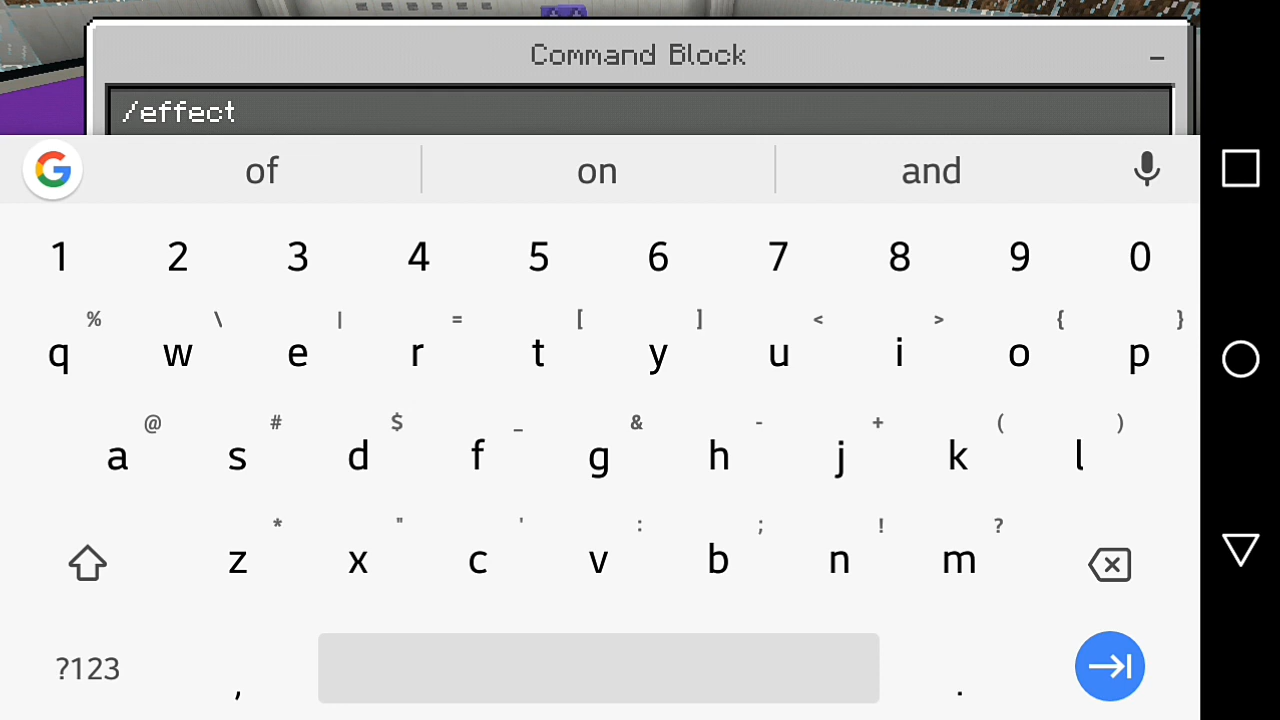 Command Block
/effect
of on and
1 2 3 4 5 6 7 8 9 0
% \ | = [ ] < > { }
q w e r t y u i o p
@ # $ _ & - + ( )
a s d f g h j k l
* " ' : ; ! ?
z x c v b n m
?123 , .